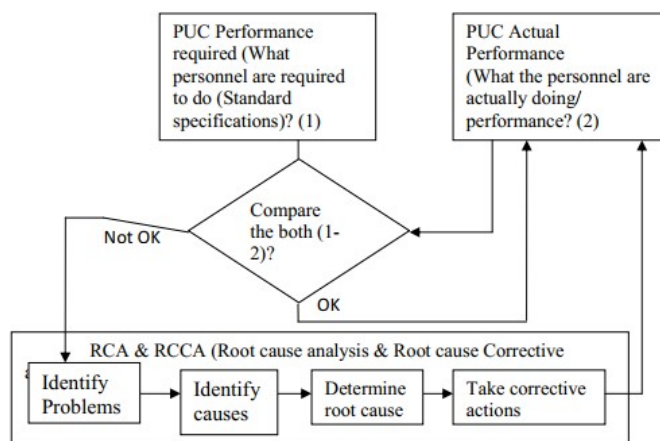 PUC Performance
required (What
personnel are required
to do (Standard
specifications)? (1)
PUC Actual
Performance
(What the personnel are
actually doing/
performance? (2)
Compare
the both (1-
2)?
Not OK
OK
RCA & RCCA (Root cause analysis & Root cause Corrective
Identify
Problems
Identify
causes
Determine
root cause
Take corrective
actions